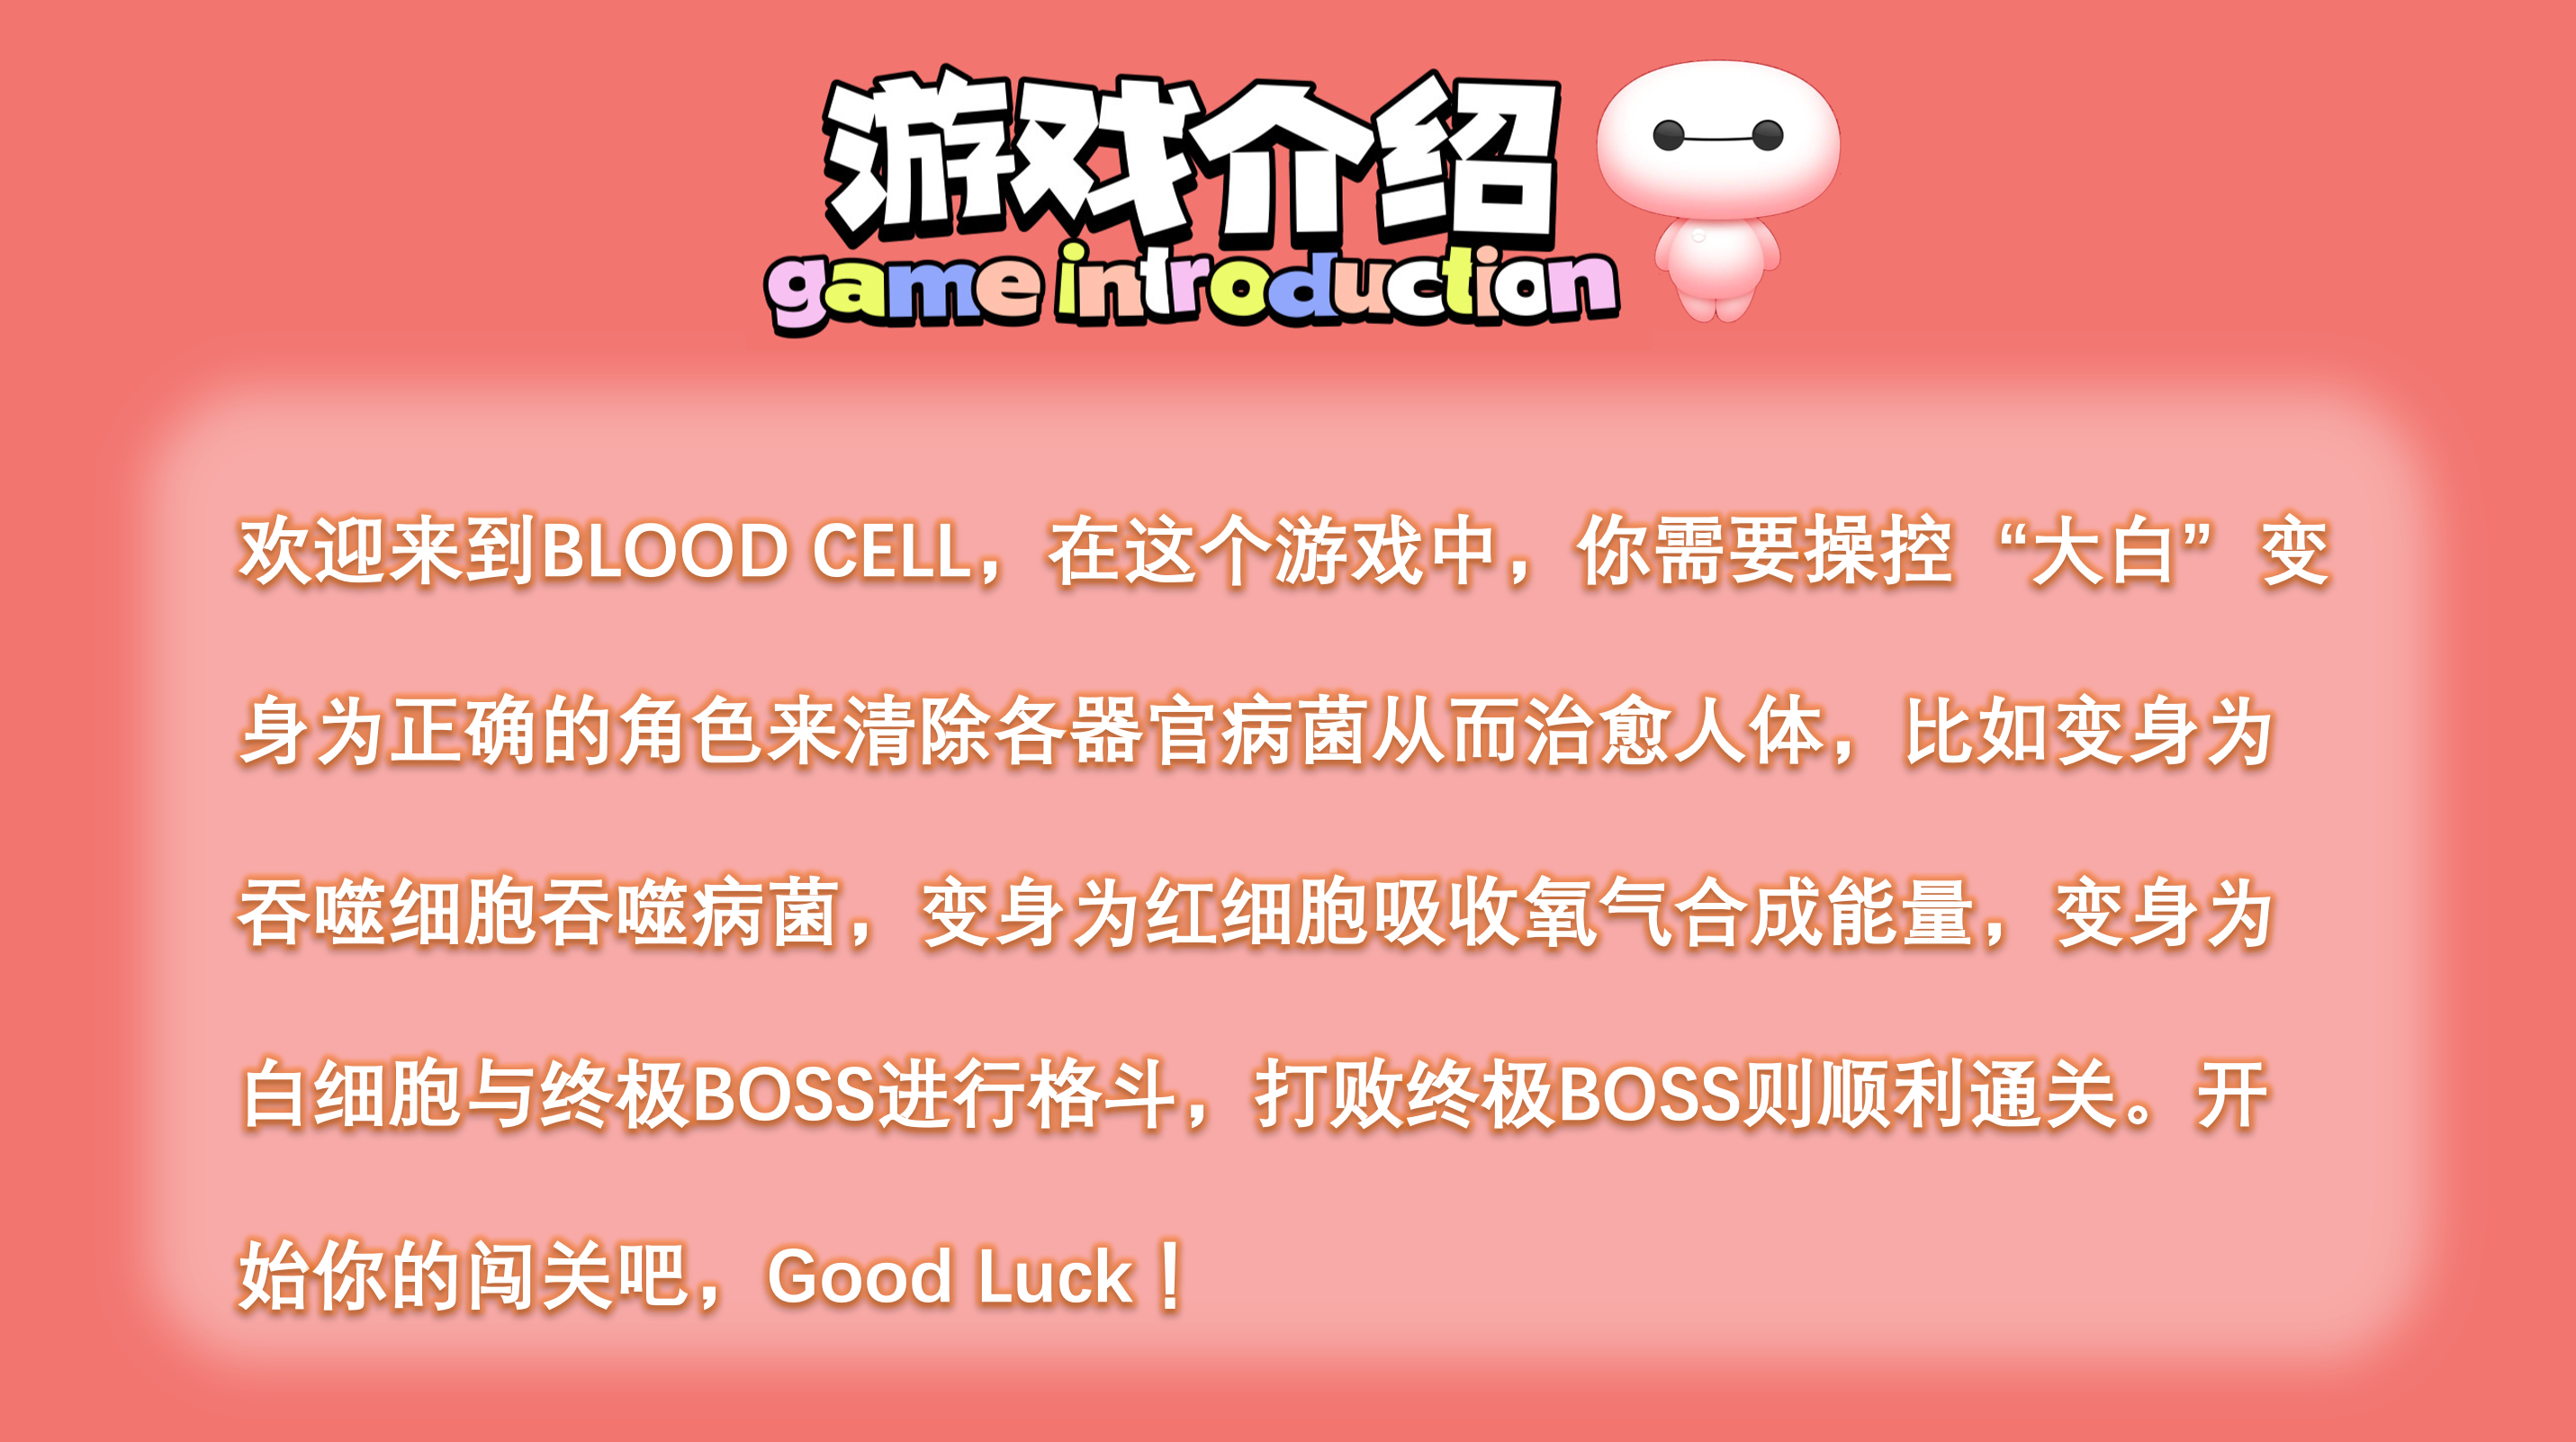 游戏介绍
game introduction
欢迎来到BLOOD CELL，在这个游戏中，你需要操控“大白”变
身为正确的角色来清除各器官病菌从而治愈人体，比如变身为
吞噬细胞吞噬病菌，变身为红细胞吸收氧气合成能量，变身为
白细胞与终极BOSS进行格斗，打败终极BOSS则顺利通关。开
始你的闯关吧，Good Luck！